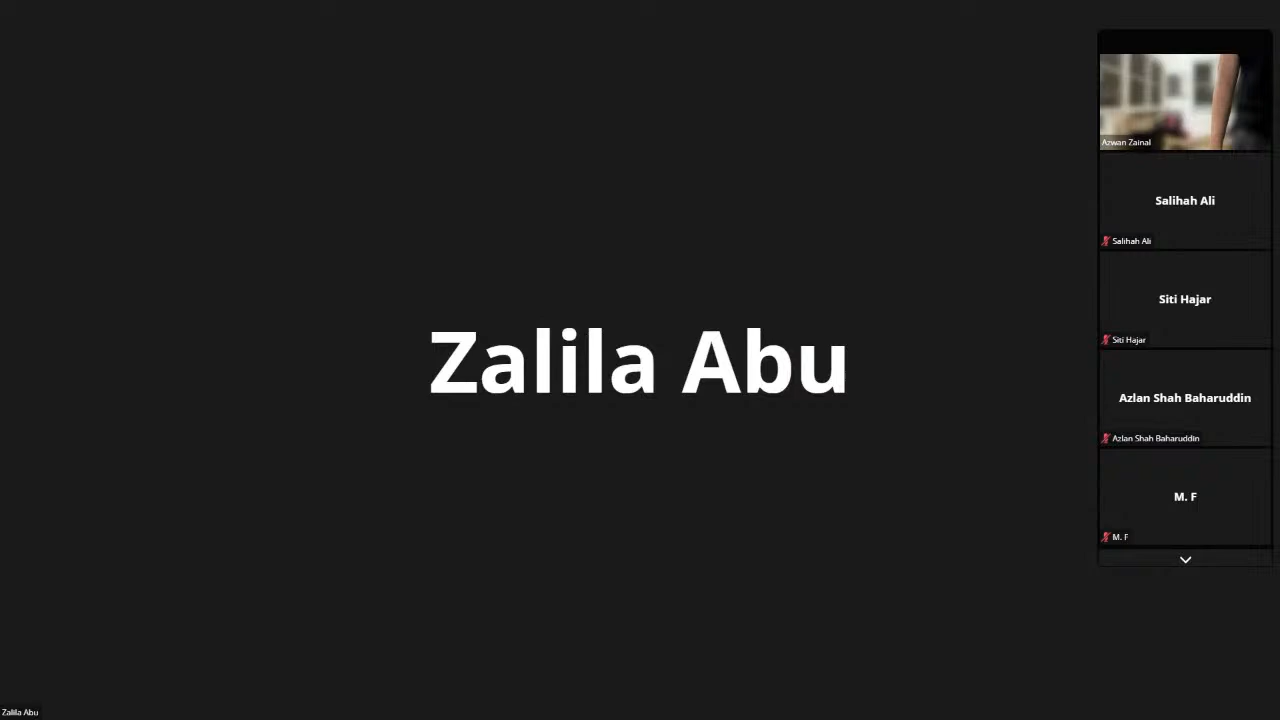 Zalila Abu
Zalila Abu
Azwan Zainal
Salihah Ali
Salihah Ali
Siti Hajar
Siti Hajar
Azlan Shah Baharuddin
Azlan Shah Baharuddin
M. F
M. F